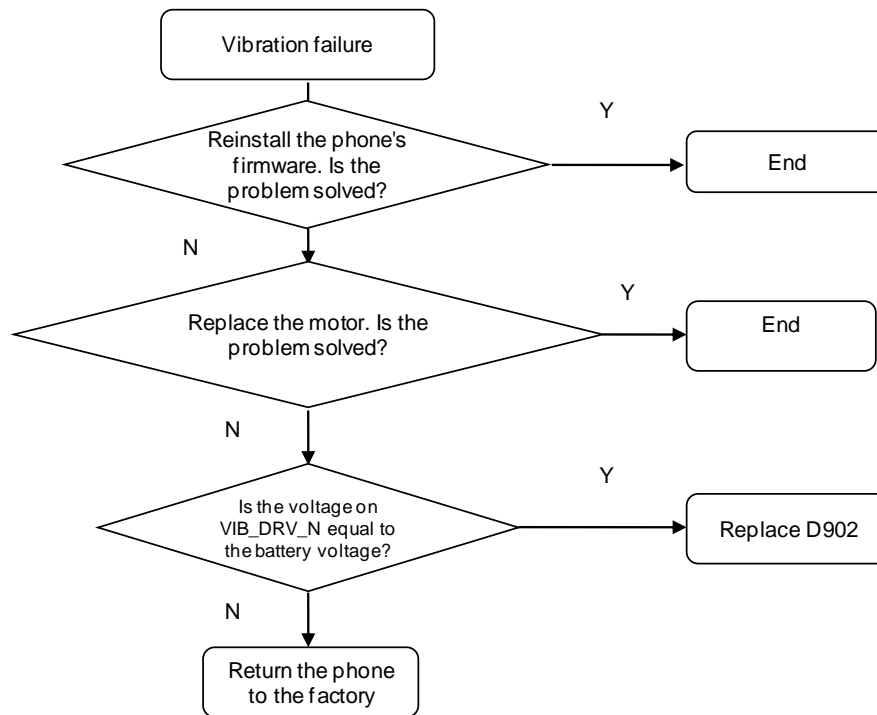 Vibration failure
Y
Reinstall the phone's
firmware. Is the
problem solved?
End
N
Y
Replace the motor. Is the
problem solved?
End
N
Y
Is the voltage on
VIB_DRV_N equal to
the battery voltage?
Replace D902
N
Return the phone
to the factory